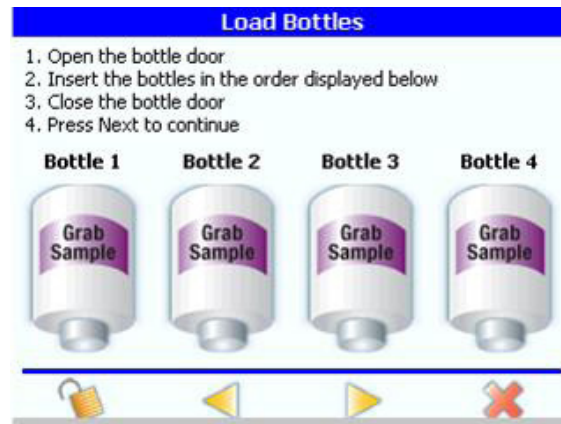 Load Bottles
1. Open the bottle door
2. Insert the bottles in the order displayed below
3. Close the bottle door
4. Press Next to continue
Bottle 1 Bottle 2 Bottle 3 Bottle 4
Grab Grab Grab Grab
Sample Sample Sample Sample